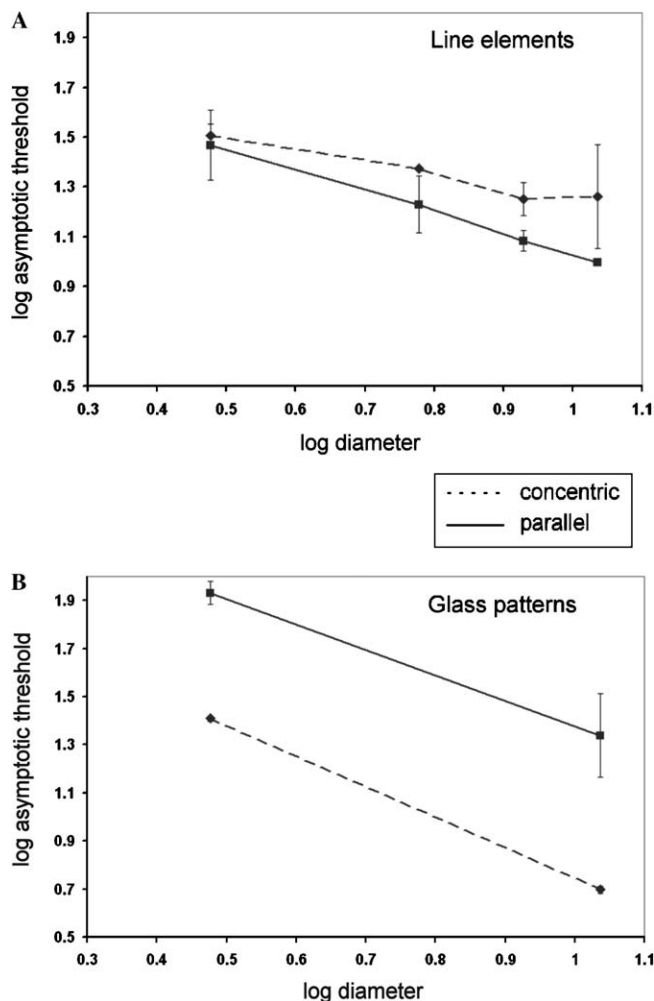 A
Line elements
log asymptotic threshold
1.9
1.7
1.5
1.3
1.1
0.9
0.7
0.5
0.3 0.4 0.5 0.6 0.7 0.8 0.9 1 1.1
log diameter
concentric
parallel
B
Glass patterns
log asymptotic threshold
1.9
1.7
1.5
1.3
1.1
0.9
0.7
0.5
0.3 0.4 0.5 0.6 0.7 0.8 0.9 1 1.1
log diameter